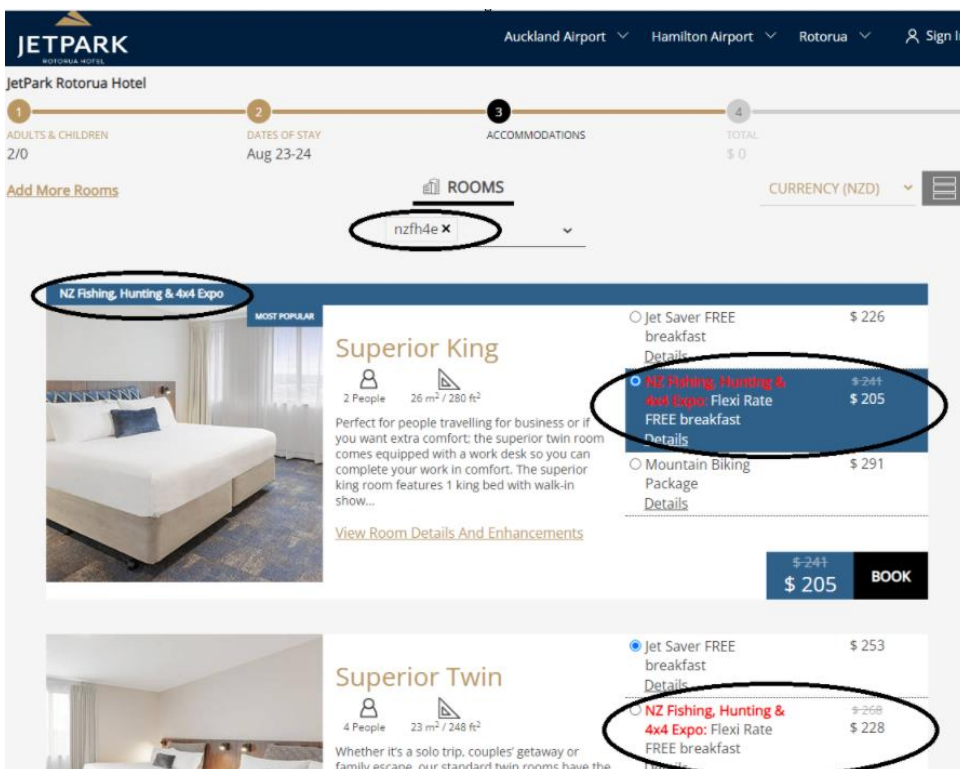 JETPARK
ROTORUA HOTEL
Auckland Airport
Hamilton Airport
Rotorua
Sign
JetPark Rotorua Hotel
1
2
3
4
ADULTS & CHILDREN
DATES OF STAY
ACCOMMODATIONS
TOTAL
2/0
Aug 23-24
$ 0
Add More Rooms
ROOMS
CURRENCY (NZD)
nzfh4e ×
NZ Fishing, Hunting & 4x4 Expo
MOST POPULAR
Superior King
2 People 26 m² / 280 ft²
Perfect for people travelling for business or if
you want extra comfort; the superior twin room
comes equipped with a work desk so you can
complete your work in comfort. The superior
king room features 1 king bed with walk-in
show...
View Room Details And Enhancements
Jet Saver FREE $ 226
breakfast
Details
NZ Fishing, Hunting & $ 241
4x4 Expo: Flexi Rate $ 205
FREE breakfast
Details
Mountain Biking $ 291
Package
Details
$ 241
$ 205
BOOK
Superior Twin
4 People 23 m² / 248 ft²
Whether it's a solo trip, couples' getaway or
family escape, our standard twin rooms have the
Jet Saver FREE $ 253
breakfast
Details
NZ Fishing, Hunting & $ 268
4x4 Expo: Flexi Rate $ 228
FREE breakfast
Details